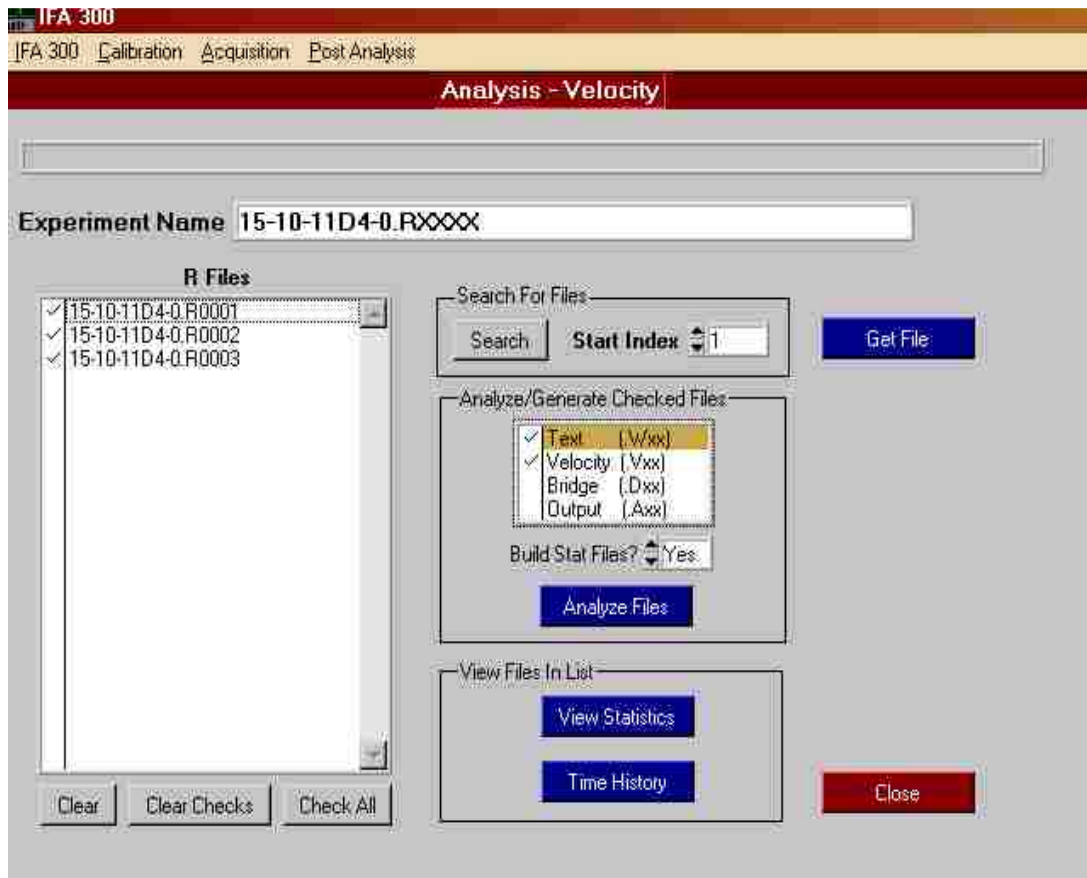 IFA 300
IFA 300 Calibration Acquisition Post Analysis
Analysis - Velocity
Experiment Name 15-10-11D4-0.RXXXX
R Files
15-10-11D4-0.R0001
15-10-11D4-0.R0002
15-10-11D4-0.R0003
Clear Clear Checks Check All
Search For Files
Search Start Index 1
Get File
Analyze/Generate Checked Files
Text (.Wxx)
Velocity (.Vxx)
Bridge (.Dxx)
Output (.Axx)
Build Stat Files? Yes
Analyze Files
View Files In List
View Statistics
Time History
Close